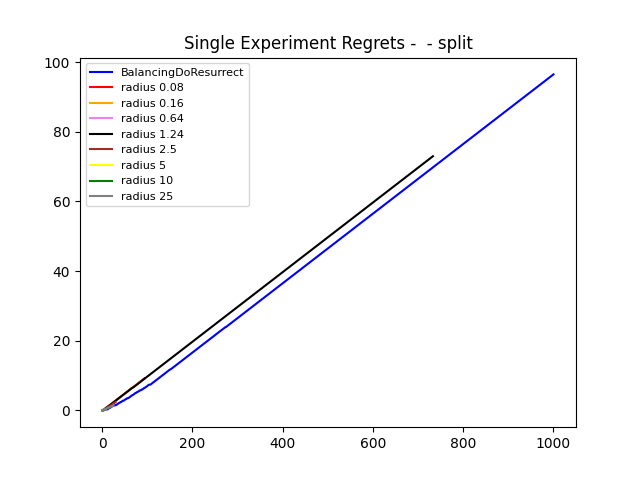 Single Experiment Regrets -  - split
100
80
60
40
20
0
BalancingDoResurrect
radius 0.08
radius 0.16
radius 0.64
radius 1.24
radius 2.5
radius 5
radius 10
radius 25
0 200 400 600 800 1000